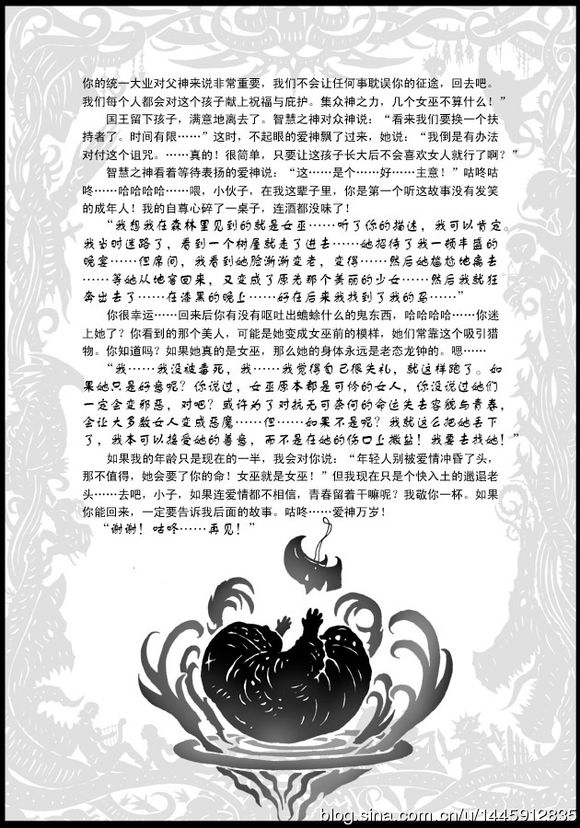 你的统一大业对父神来说非常重要，我们不会让任何事耽误你的征途，回去吧。
我们每个人都会对这个孩子献上祝福与庇护。集众神之力，几个女巫不算什么！”
国王留下孩子，满意地离去了。智慧之神对众神说：“看来我们要换一个扶
持者了。时间有限……”这时，不起眼的爱神飘了过来，她说：“我倒是有办法
对付这个诅咒。……真的！很简单，只要让这孩子长大后不会喜欢女人就行了啊？”
智慧之神看着等待表扬的爱神说：“这……是个……好……主意！”咕咚咕
咚……哈哈哈哈……喂，小伙子，在我这辈子里，你是第一个听这故事没有发笑
的成年人！我的自尊心碎了一桌子，连酒都没味了！
“我想我在森林里见到的就是女巫……听了你的描述，我可以肯定。
我当时迷路了，看到一个树屋就走了进去……她招待了我一顿丰盛的
晚宴……但席间，我看到她脸渐渐变老，变得……然后她尴尬地离去
……等她从地窖回来，又变成了原先那个美丽的少女……然后我就狂
奔出去了……在漆黑的晚上……好在后来我找到了我的马……”
你很幸运……回来后你有没有呕吐出蟾蜍什么的鬼东西，哈哈哈哈……你迷
上她了？你看到的那个美人，可能是她变成女巫前的模样，她们常靠这个吸引猎
物。你知道吗？如果她真的是女巫，那么她的身体永远是老态龙钟的。嗯……
“我……我没被毒死，我……我觉得自己很失礼，就这样跑了。如
果她只是好意呢？你说过，女巫原本都是可怜的女人，你没说过她们
一定会变邪恶，对吧？或许为了对抗无可奈何的命运失去容貌与青春，
会让大多数女人变成恶魔……但……如果不是呢？我就这么把她丢下
了，我本可以接受她的善意，而不是在她的伤口上撒盐！我要去找她！”
如果我的年龄只是现在的一半，我会对你说：“年轻人别被爱情冲昏了头，
那不值得，她会要了你的命！女巫就是女巫！”但我现在只是个快入土的邋遢老
头……去吧，小子，如果连爱情都不相信，青春留着干嘛呢？我敬你一杯。如果
你能回来，一定要告诉我后面的故事。咕咚……爱神万岁！
“谢谢！咕咚……再见！”
blog.sina.com.cn/u/1445912835